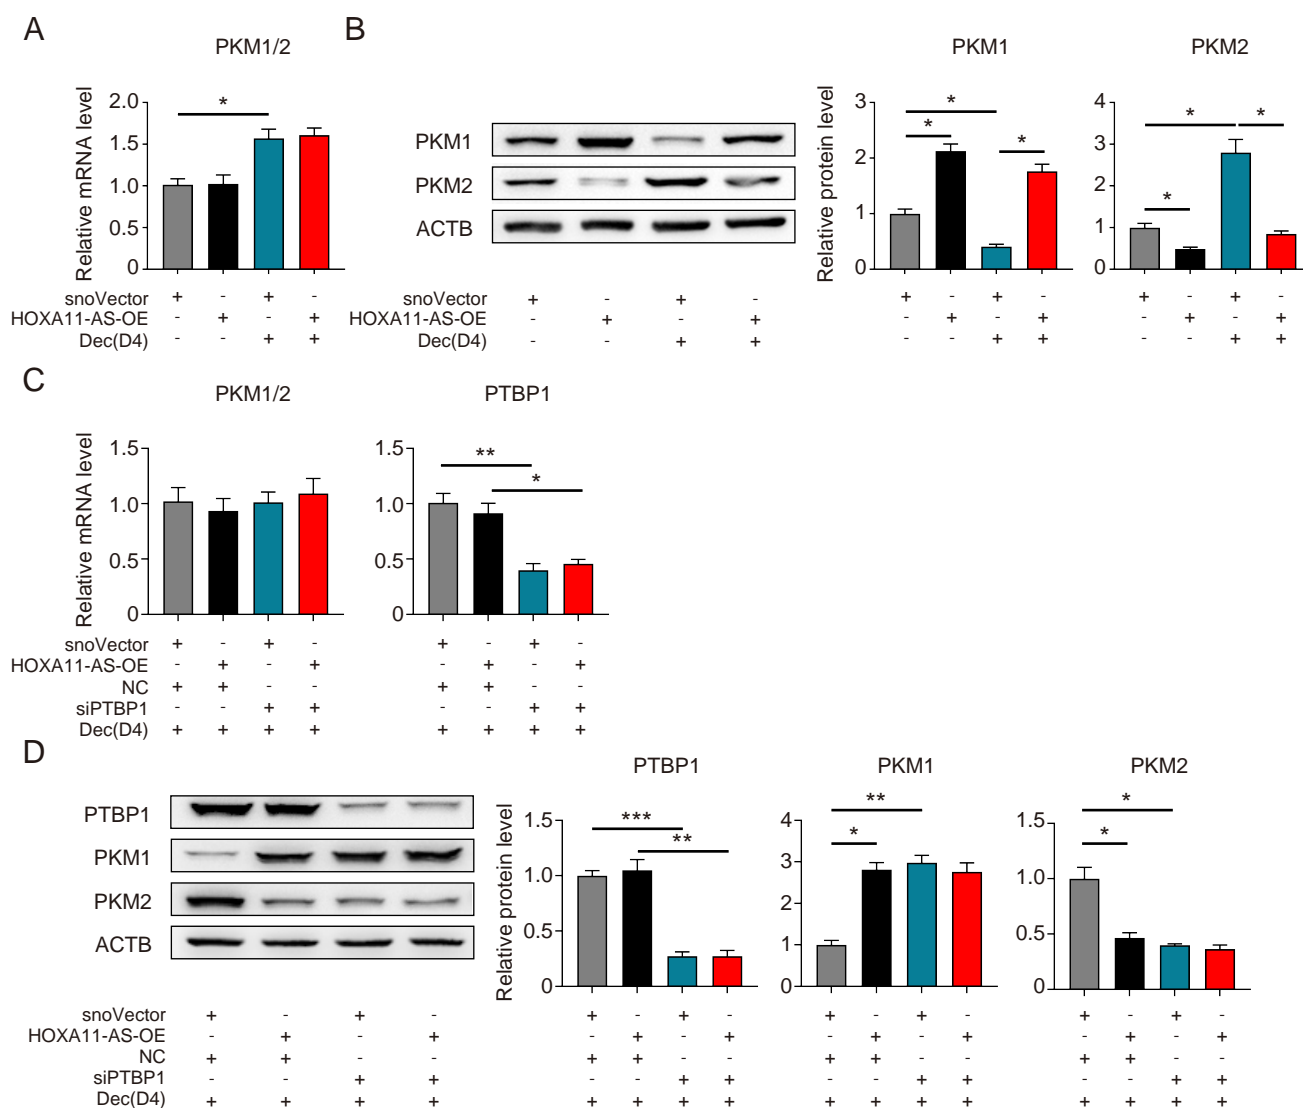 A
B
PKM1/2
PKM1
PKM2
Relative mRNA level
2.0
1.5
1.0
0.5
0
*
PKM1
PKM2
ACTB
Relative protein level
3
2
1
0
* * *
4
3
2
1
0
* * *
snoVector + - + -
HOXA11-AS-OE - + - +
Dec(D4) - - + +
snoVector + - + -
HOXA11-AS-OE - + - +
Dec(D4) - - + +
+ - + -
- + - +
- - + +
+ - + -
- + - +
- - + +
C
PKM1/2
PTBP1
Relative mRNA level
1.5
1.0
0.5
0
1.5
1.0
0.5
0
**
*
snoVector + - + - + - + -
HOXA11-AS-OE - + - + - + - +
NC + + - - + + - -
siPTBP1 - - + + - - + +
Dec(D4) + + + + + + + +
D
PTBP1
PKM1
PKM2
PTBP1
PKM1
PKM2
ACTB
Relative protein level
1.5
1.0
0.5
0
***
**
4
3
2
1
0
**
*
1.5
1.0
0.5
0
*
*
snoVector + - + - + - + - + - + - + - + -
HOXA11-AS-OE - + - + - + - + - + - + - + - +
NC + + - - + + - - + + - - + + - -
siPTBP1 - - + + - - + + - - + + - - + +
Dec(D4) + + + + + + + + + + + + + + + +